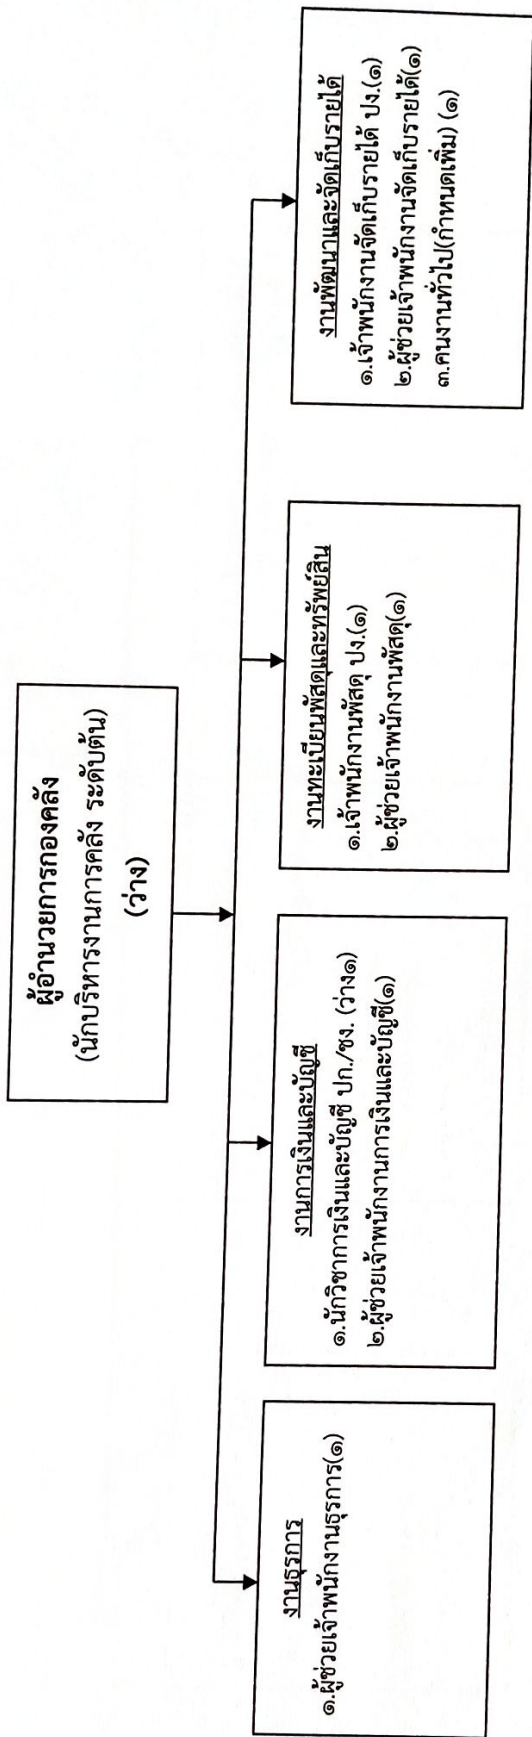 ผู้อำนวยการกองคลัง
(นักบริหารงานการคลัง ระดับต้น)
(ว่าง)
งานธุรการ
๑.ผู้ช่วยเจ้าพนักงานธุรการ(๑)
งานการเงินและบัญชี
๑.นักวิชาการเงินและบัญชี ปก./ชง. (ว่าง๑)
๒.ผู้ช่วยเจ้าพนักงานการเงินและบัญชี(๑)
งานทะเบียนพัสดุและทรัพย์สิน
๑.เจ้าพนักงานพัสดุ ปง.(๑)
๒.ผู้ช่วยเจ้าพนักงานพัสดุ(๑)
งานพัฒนาและจัดเก็บรายได้
๑.เจ้าพนักงานจัดเก็บรายได้ ปง.(๑)
๒.ผู้ช่วยเจ้าพนักงานจัดเก็บรายได้(๑)
๓.คนงานทั่วไป(กำหนดเพิ่ม) (๑)